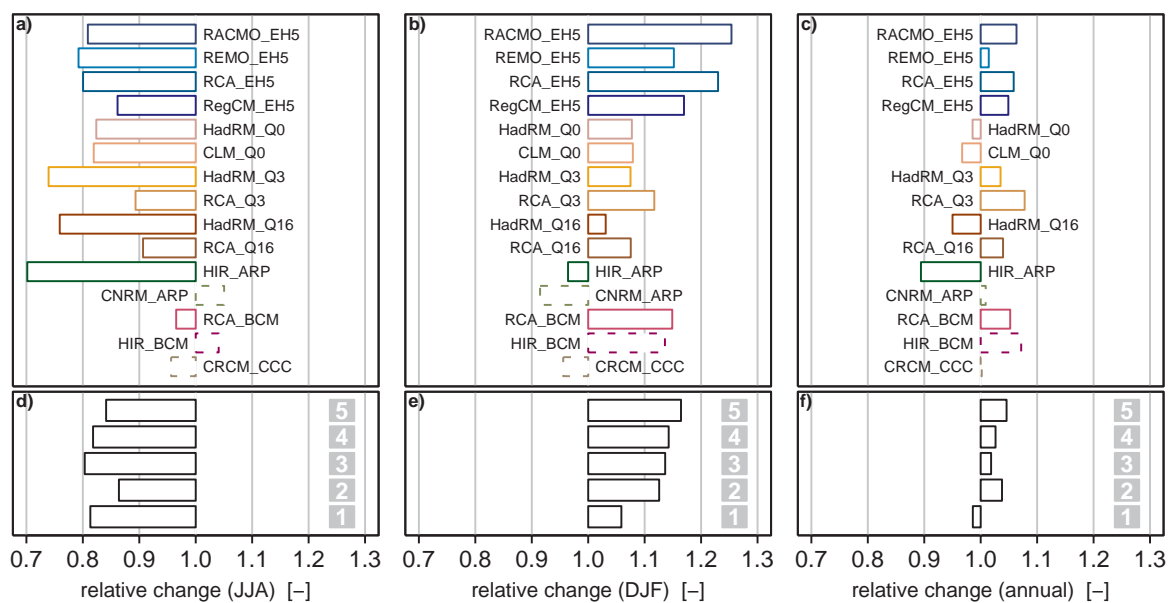 a)
RACMO_EH5
REMO_EH5
RCA_EH5
RegCM_EH5
HadRM_Q0
CLM_Q0
HadRM_Q3
RCA_Q3
HadRM_Q16
RCA_Q16
HIR_ARP
CNRM_ARP
RCA_BCM
HIR_BCM
CRCM_CCC
b)
RACMO_EH5
REMO_EH5
RCA_EH5
RegCM_EH5
HadRM_Q0
CLM_Q0
HadRM_Q3
RCA_Q3
HadRM_Q16
RCA_Q16
HIR_ARP
CNRM_ARP
RCA_BCM
HIR_BCM
CRCM_CCC
c)
RACMO_EH5
REMO_EH5
RCA_EH5
RegCM_EH5
HadRM_Q0
CLM_Q0
HadRM_Q3
RCA_Q3
HadRM_Q16
RCA_Q16
HIR_ARP
CNRM_ARP
RCA_BCM
HIR_BCM
CRCM_CCC
d)
5
4
3
2
1
0.7 0.8 0.9 1.0 1.1 1.2 1.3
relative change (JJA) [–]
e)
5
4
3
2
1
0.7 0.8 0.9 1.0 1.1 1.2 1.3
relative change (DJF) [–]
f)
5
4
3
2
1
0.7 0.8 0.9 1.0 1.1 1.2 1.3
relative change (annual) [–]